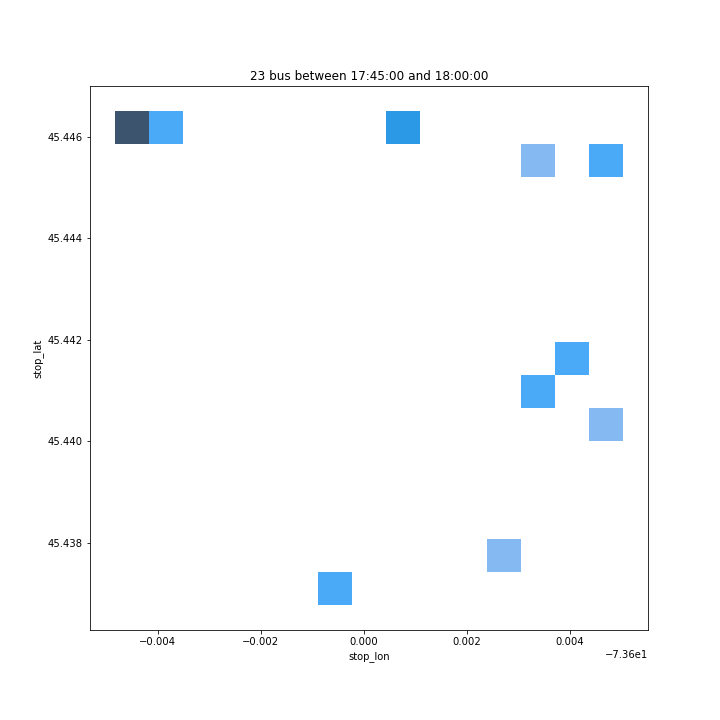 23 bus between 17:45:00 and 18:00:00
45.446
45.444
45.442
45.440
45.438
stop_lat
−0.004 −0.002 0.000 0.002 0.004
stop_lon
−7.36e1